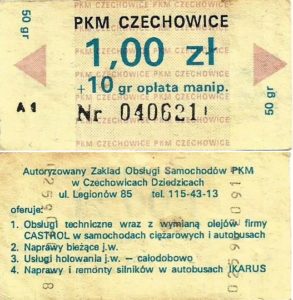 PKM CZECHOWICE
50 gr
1,00 zł
+10 gr opłata manip.
50 gr
A1
Nr 040621
Autoryzowany Zakład Obsługi Samochodów PKM
w Czechowicach Dziedzicach
ul. Legionów 85 tel. 115-43-13
oferuje:
1. Obsługi techniczne wraz z wymianą olejów firmy
CASTROL w samochodach ciężarowych i autobusach
2. Naprawy bieżące j.w.
3. Usługi holowania j.w. – całodobowo
4. Naprawy i remonty silników w autobusach IKARUS